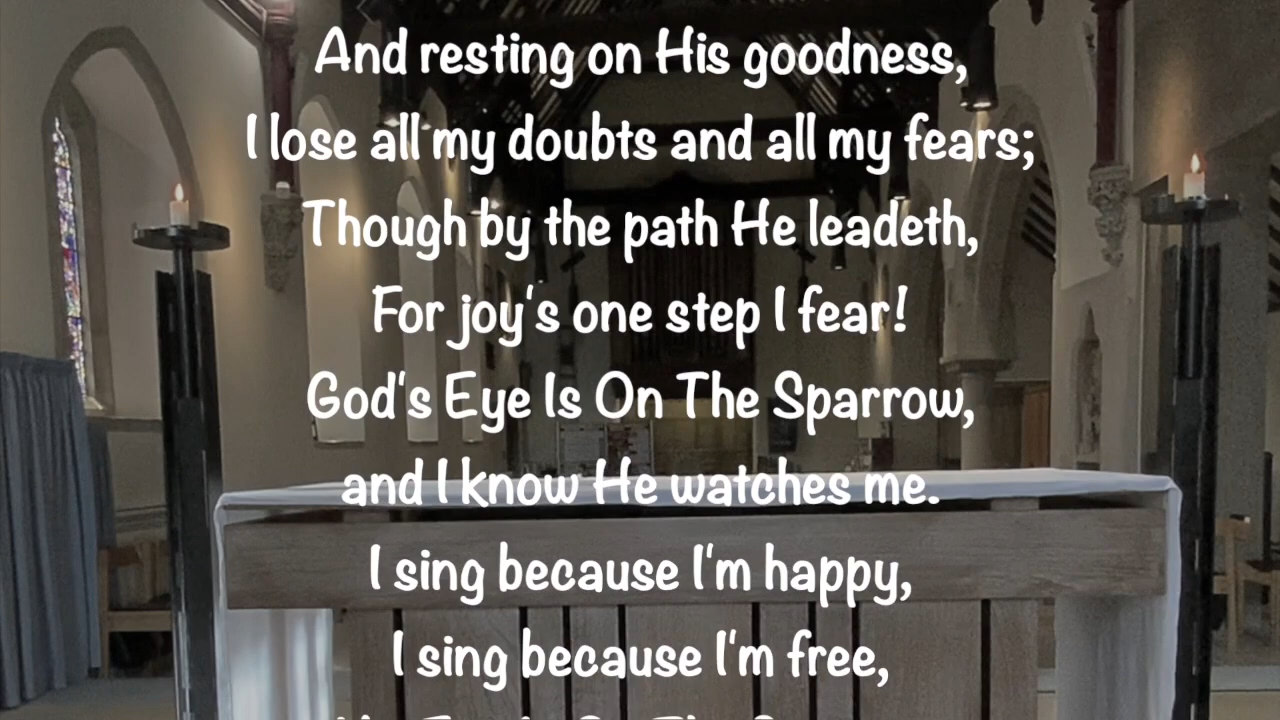 And resting on His goodness,
I lose all my doubts and all my fears;
Though by the path He leadeth,
For joy's one step I fear!
God's Eye Is On The Sparrow,
and I know He watches me.
I sing because I'm happy,
I sing because I'm free,